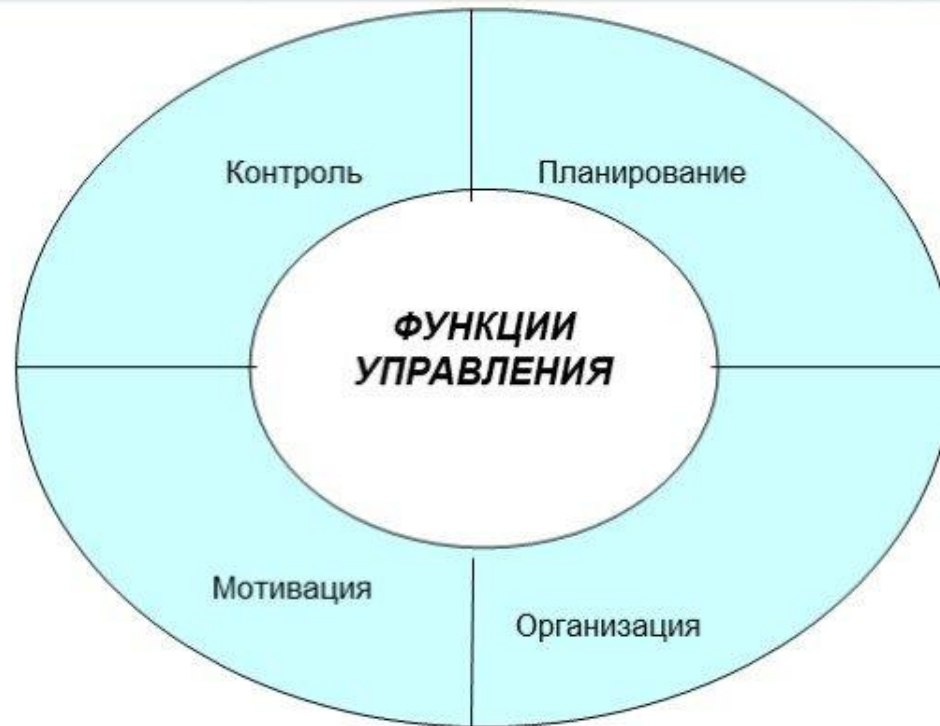 Контроль
Планирование
ФУНКЦИИ
УПРАВЛЕНИЯ
Мотивация
Организация